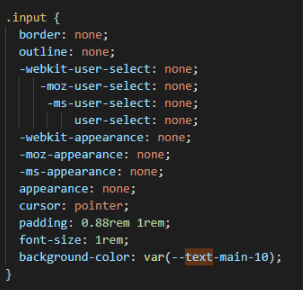 .input {
  border: none;
  outline: none;
  -webkit-user-select: none;
     -moz-user-select: none;
      -ms-user-select: none;
          user-select: none;
  -webkit-appearance: none;
  -moz-appearance: none;
  -ms-appearance: none;
  appearance: none;
  cursor: pointer;
  padding: 0.88rem 1rem;
  font-size: 1rem;
  background-color: var(--text-main-10);
}